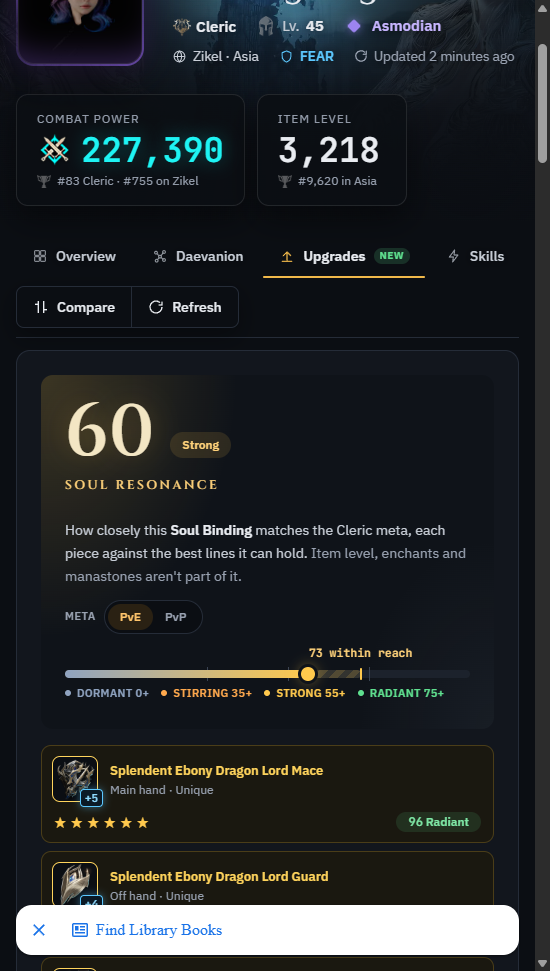 Cleric Lv. 45 Asmodian
Zikel · Asia FEAR Updated 2 minutes ago
COMBAT POWER
227,390
#83 Cleric · #755 on Zikel
ITEM LEVEL
3,218
#9,620 in Asia
Overview Daevanion Upgrades NEW Skills
Compare Refresh
60 Strong
SOUL RESONANCE
How closely this Soul Binding matches the Cleric meta, each
piece against the best lines it can hold. Item level, enchants and
manastones aren't part of it.
META PvE PvP
73 within reach
DORMANT 0+ STIRRING 35+ STRONG 55+ RADIANT 75+
Splendent Ebony Dragon Lord Mace
Main hand · Unique
+5
96 Radiant
Splendent Ebony Dragon Lord Guard
Off hand · Unique
Find Library Books